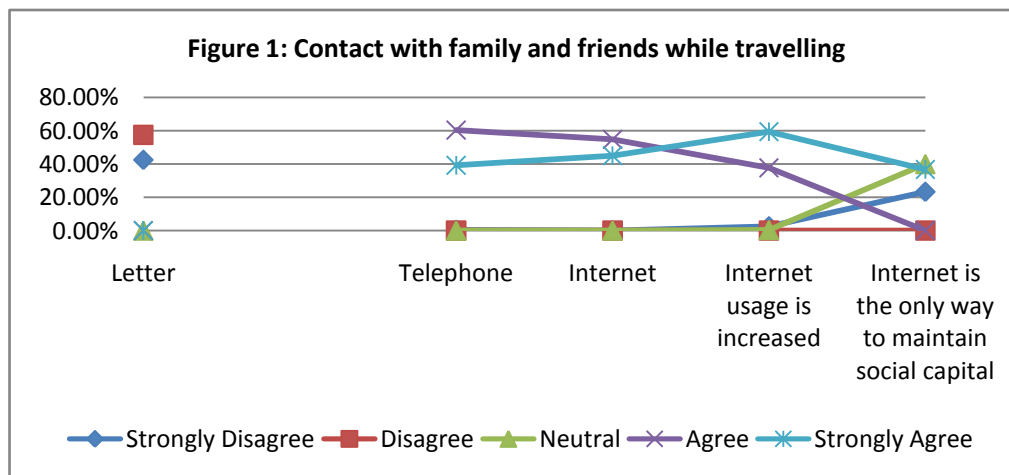 Figure 1: Contact with family and friends while travelling
80.00%
60.00%
40.00%
20.00%
0.00%
Letter
Telephone
Internet
Internet
usage is
increased
Internet is
the only way
to maintain
social capital
Strongly Disagree
Disagree
Neutral
Agree
Strongly Agree